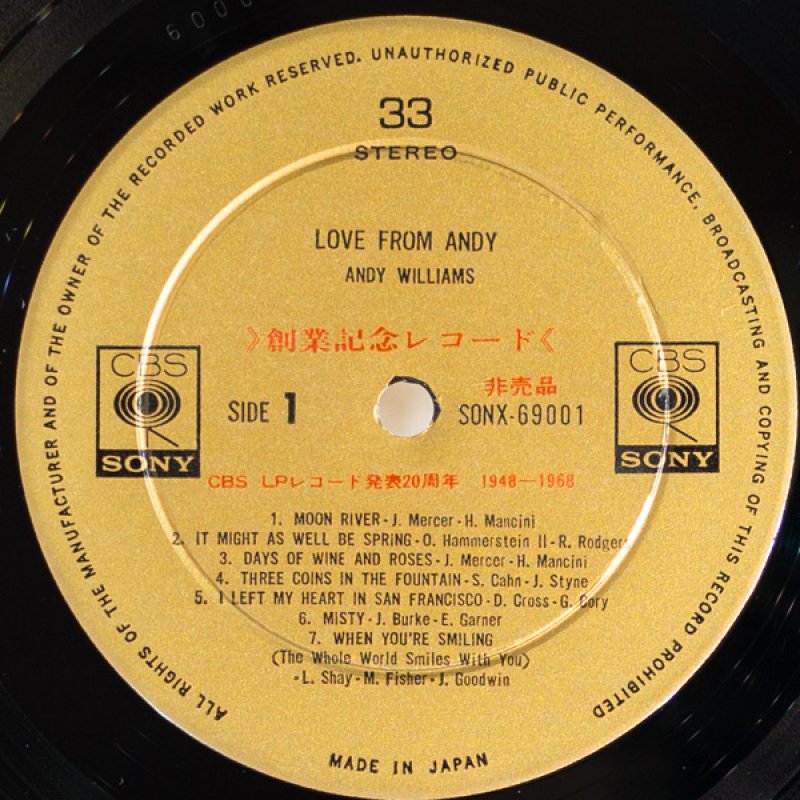 ALL RIGHTS OF THE MANUFACTURER AND OF THE OWNER OF THE RECORDED WORK RESERVED. UNAUTHORIZED PUBLIC PERFORMANCE, BROADCASTING AND COPYING OF THIS RECORD PROHIBITED
33
STEREO
LOVE FROM ANDY
ANDY WILLIAMS
》創業記念レコード《
CBS
SONY
SIDE 1
非売品
SONX-69001
CBS
SONY
CBS LPレコード発表20周年 1948—1968
1. MOON RIVER - J. Mercer - H. Mancini
2. IT MIGHT AS WELL BE SPRING - O. Hammerstein II - R. Rodgers
3. DAYS OF WINE AND ROSES - J. Mercer - H. Mancini
4. THREE COINS IN THE FOUNTAIN - S. Cahn - J. Styne
5. I LEFT MY HEART IN SAN FRANCISCO - D. Cross - G. Cory
6. MISTY - J. Burke - E. Garner
7. WHEN YOU'RE SMILING
(The Whole World Smiles With You)
- L. Shay - M. Fisher - J. Goodwin
MADE IN JAPAN